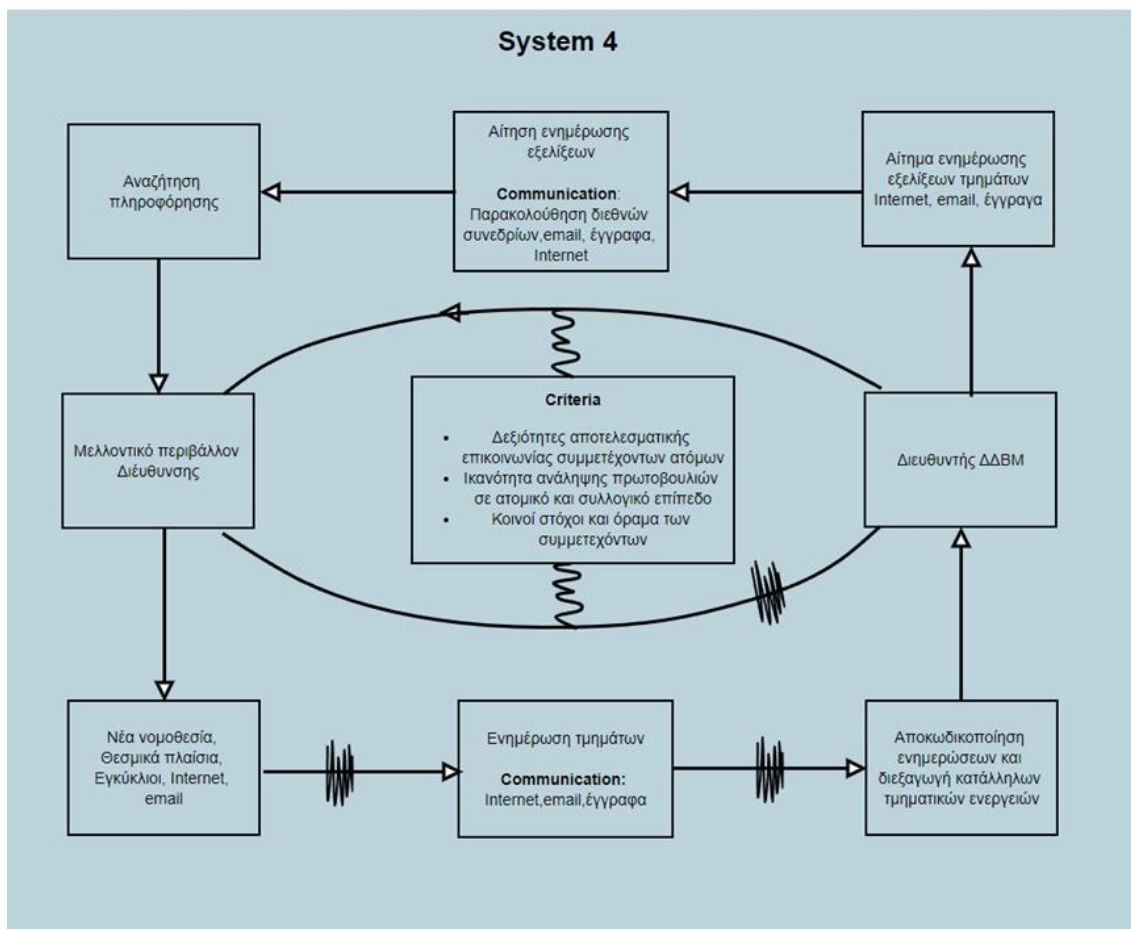 System 4
Αναζήτηση
πληροφόρησης
Αίτηση ενημέρωσης
εξελίξεων
Communication:
Παρακολούθηση διεθνών
συνεδρίων,email, έγγραφα,
Internet
Αίτημα ενημέρωσης
εξελίξεων τμημάτων
Internet, email, έγγραγα
Μελλοντικό περιβάλλον
Διέυθυνσης
Criteria
• Δεξιότητες αποτελεσματικής
επικοινωνίας συμμετέχοντων ατόμων
• Ικανότητα ανάληψης πρωτοβουλιών
σε ατομικό και συλλογικό επίπεδο
• Κοινοί στόχοι και όραμα των
συμμετεχόντων
Διευθυντής ΔΔΒΜ
Νέα νομοθεσία,
Θεσμικά πλαίσια,
Εγκύκλιοι, Internet,
email
Ενημέρωση τμημάτων
Communication:
Internet,email,έγγραφα
Αποκωδικοποίηση
ενημερώσεων και
διεξαγωγή κατάλληλων
τμηματικών ενεργειών